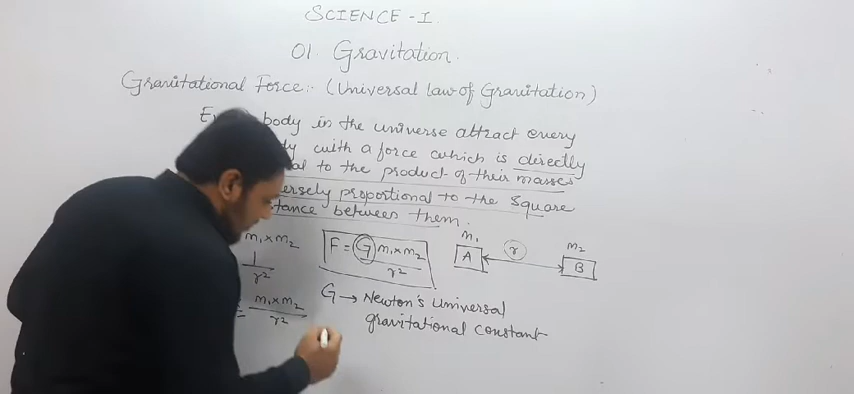 SCIENCE - I
01. Gravitation.
Gravitational Force:- (Universal Law of Gravitation)
body in the universe attract every
with a force which is directly
to the product of their masses
proportional to the square
between them.
m₁ × m₂
1
r²
= m₁ × m₂
r²
F = G m₁ × m₂
r²
m₁
A
r
m₂
B
G → Newton's Universal
gravitational constant